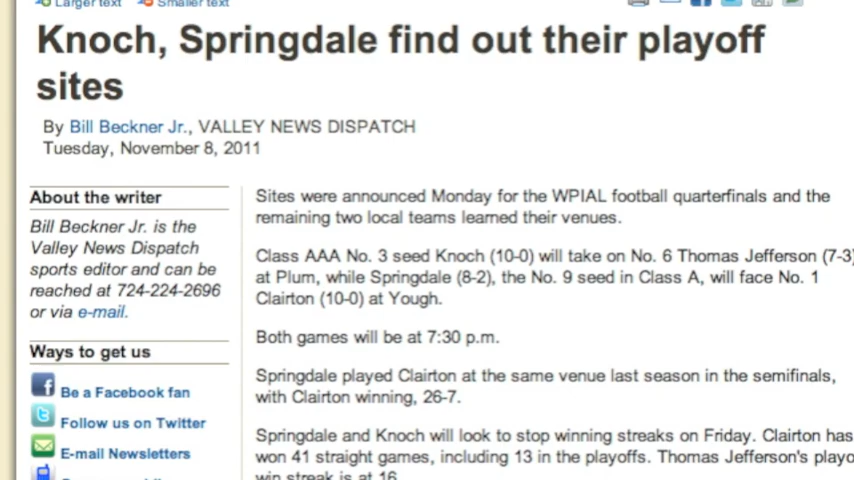 Larger text Smaller text
Knoch, Springdale find out their playoff
sites
By Bill Beckner Jr., VALLEY NEWS DISPATCH
Tuesday, November 8, 2011
About the writer
Bill Beckner Jr. is the
Valley News Dispatch
sports editor and can be
reached at 724-224-2696
or via e-mail.
Ways to get us
Be a Facebook fan
Follow us on Twitter
E-mail Newsletters
Sites were announced Monday for the WPIAL football quarterfinals and the
remaining two local teams learned their venues.
Class AAA No. 3 seed Knoch (10-0) will take on No. 6 Thomas Jefferson (7-3)
at Plum, while Springdale (8-2), the No. 9 seed in Class A, will face No. 1
Clairton (10-0) at Yough.
Both games will be at 7:30 p.m.
Springdale played Clairton at the same venue last season in the semifinals,
with Clairton winning, 26-7.
Springdale and Knoch will look to stop winning streaks on Friday. Clairton has
won 41 straight games, including 13 in the playoffs. Thomas Jefferson's playo
win streak is at 16